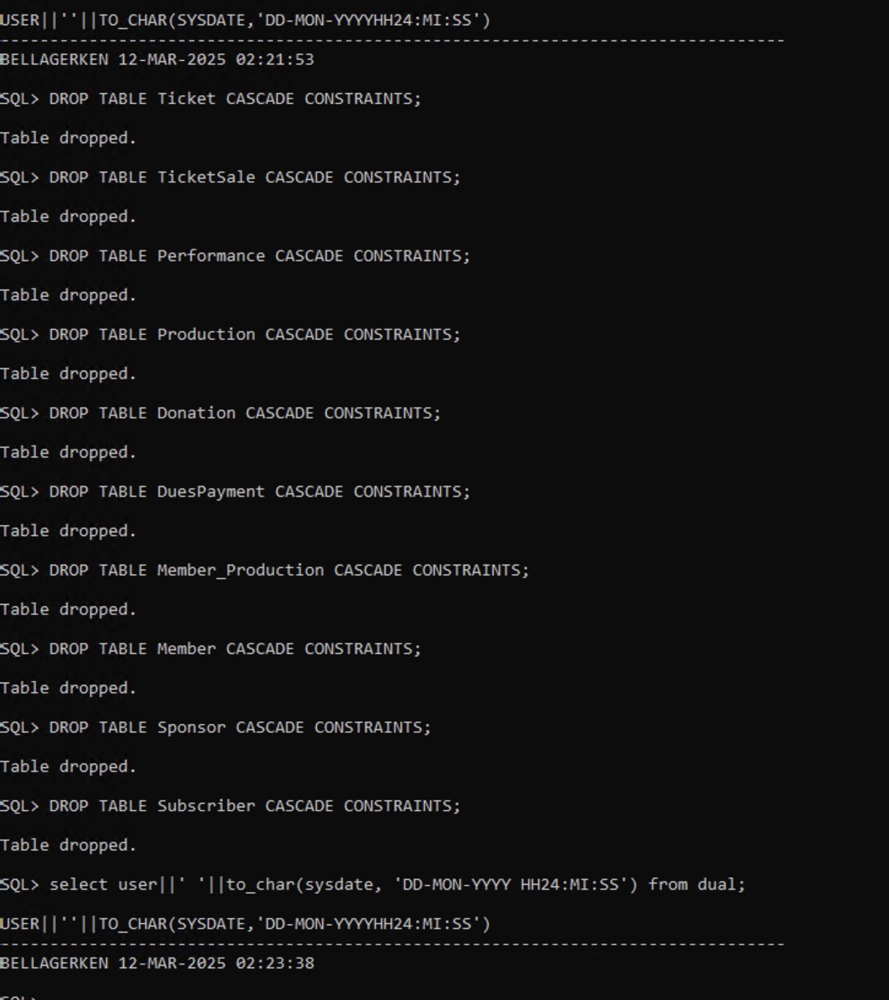 USER||''||TO_CHAR(SYSDATE,'DD-MON-YYYYHH24:MI:SS')
--------------------------------------------------------------------------------
BELLAGERKEN 12-MAR-2025 02:21:53
SQL> DROP TABLE Ticket CASCADE CONSTRAINTS;
Table dropped.
SQL> DROP TABLE TicketSale CASCADE CONSTRAINTS;
Table dropped.
SQL> DROP TABLE Performance CASCADE CONSTRAINTS;
Table dropped.
SQL> DROP TABLE Production CASCADE CONSTRAINTS;
Table dropped.
SQL> DROP TABLE Donation CASCADE CONSTRAINTS;
Table dropped.
SQL> DROP TABLE DuesPayment CASCADE CONSTRAINTS;
Table dropped.
SQL> DROP TABLE Member_Production CASCADE CONSTRAINTS;
Table dropped.
SQL> DROP TABLE Member CASCADE CONSTRAINTS;
Table dropped.
SQL> DROP TABLE Sponsor CASCADE CONSTRAINTS;
Table dropped.
SQL> DROP TABLE Subscriber CASCADE CONSTRAINTS;
Table dropped.
SQL> select user||' '||to_char(sysdate, 'DD-MON-YYYY HH24:MI:SS') from dual;
USER||''||TO_CHAR(SYSDATE,'DD-MON-YYYYHH24:MI:SS')
--------------------------------------------------------------------------------
BELLAGERKEN 12-MAR-2025 02:23:38
SQL>